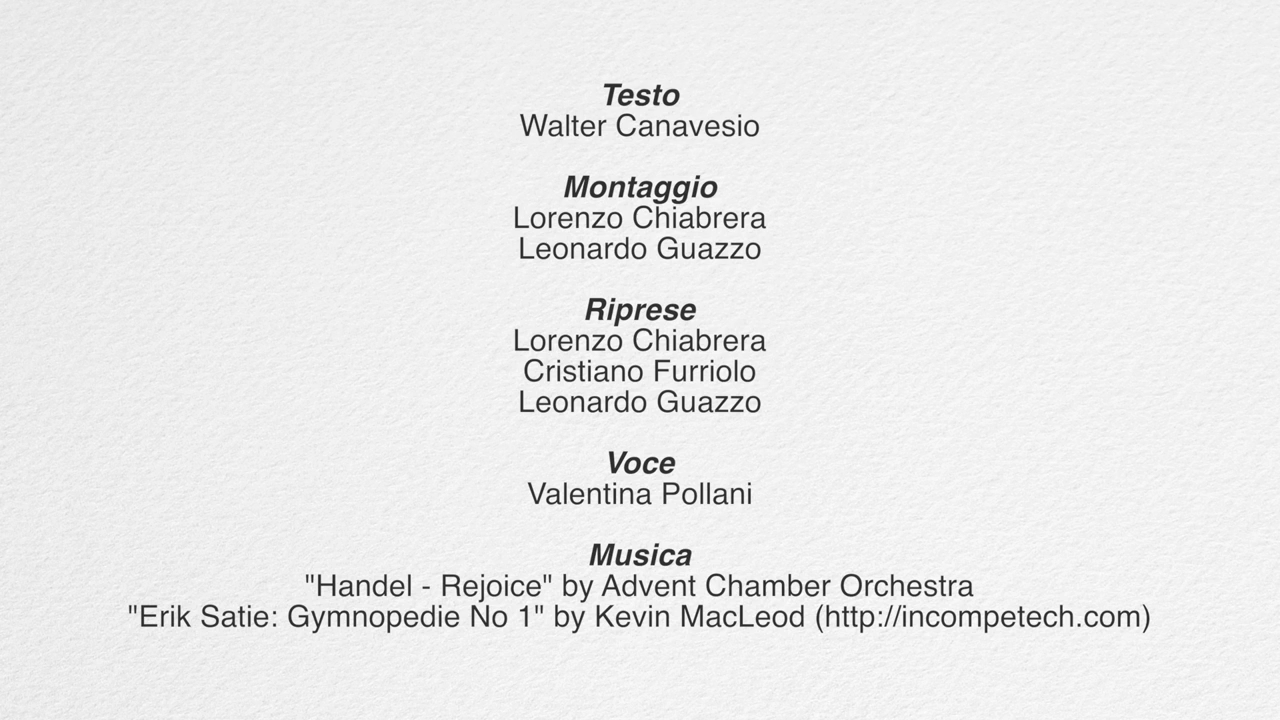 Testo
Walter Canavesio
Montaggio
Lorenzo Chiabrera
Leonardo Guazzo
Riprese
Lorenzo Chiabrera
Cristiano Furriolo
Leonardo Guazzo
Voce
Valentina Pollani
Musica
"Handel - Rejoice" by Advent Chamber Orchestra
"Erik Satie: Gymnopedie No 1" by Kevin MacLeod (http://incompetech.com)